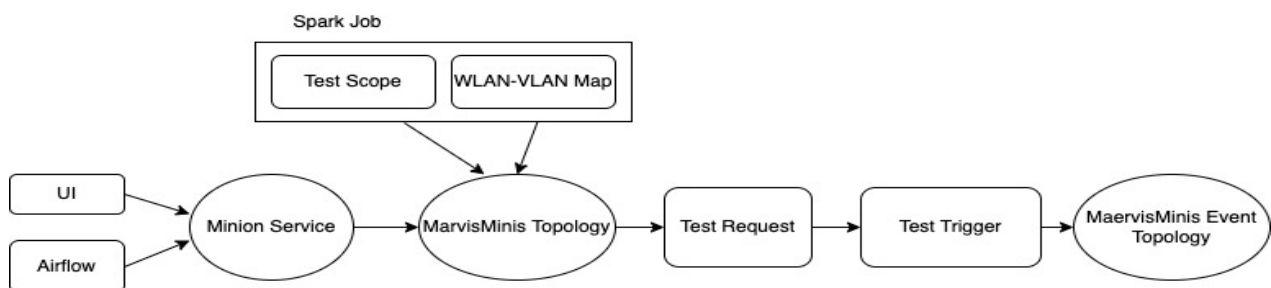 Spark Job
Test Scope
WLAN-VLAN Map
UI
Airflow
Minion Service
MarvisMinis Topology
Test Request
Test Trigger
MaervisMinis Event
Topology